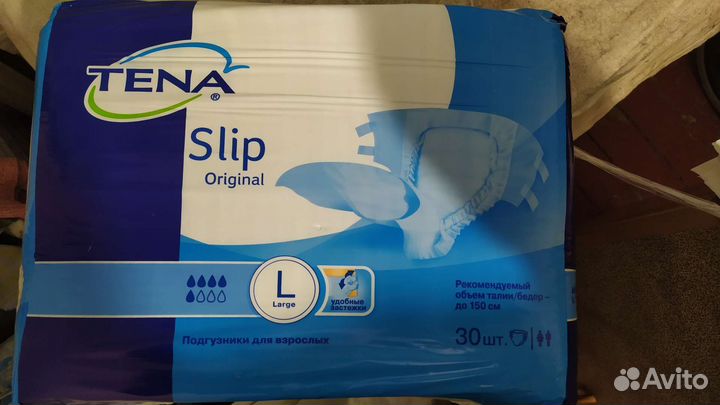 TENA®
Slip
Original
L
Large
удобные
застежки
Рекомендуемый
объем талии/бедер –
до 150 см
Подгузники для взрослых
30 шт.
Avito